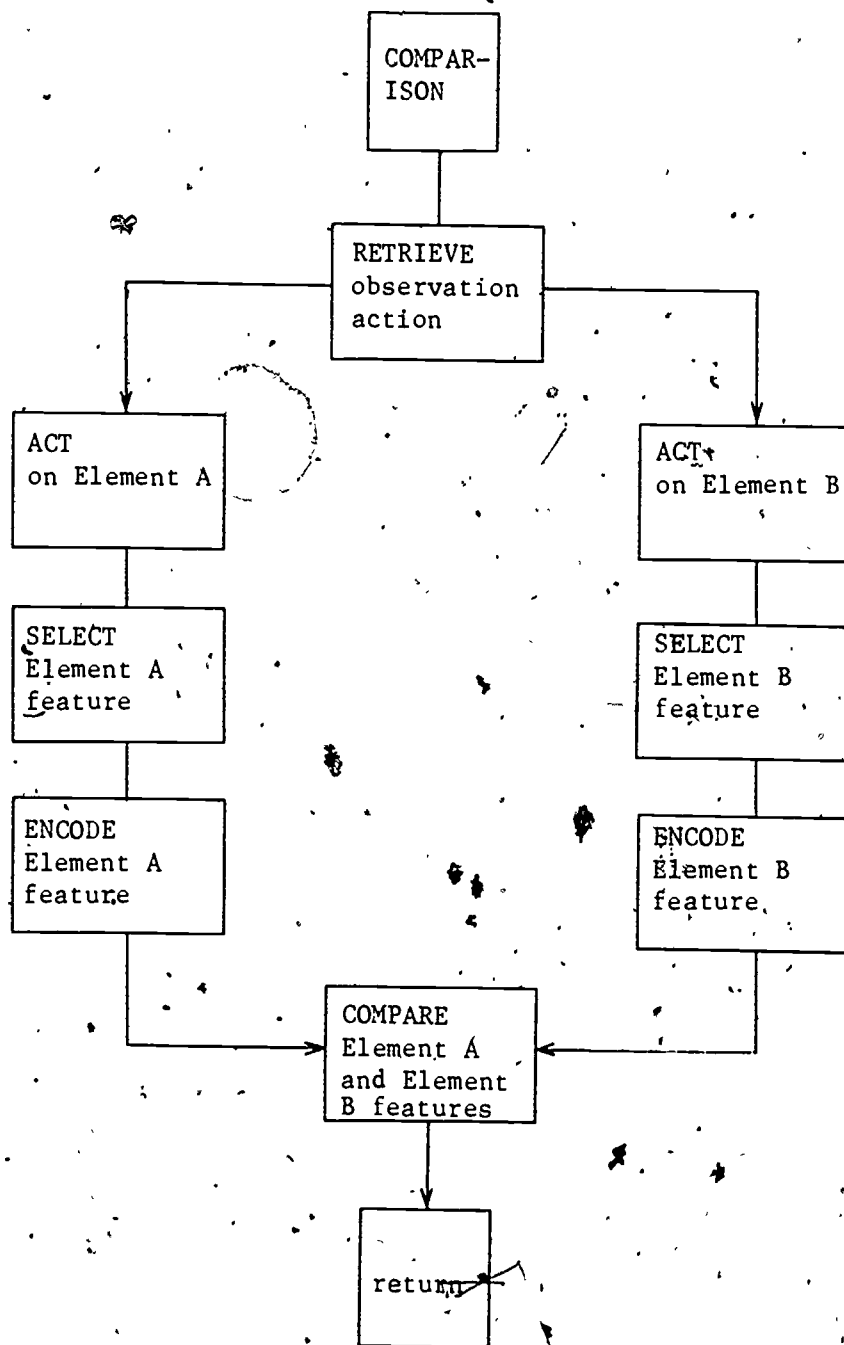 COMPAR-
ISON
RETRIEVE
observation
action
ACT
on Element A
ACT
on Element B
SELECT
Element A
feature
SELECT
Element B
feature
ENCODE
Element A
feature
ENCODE
Element B
feature
COMPARE
Element A
and Element
B features
return